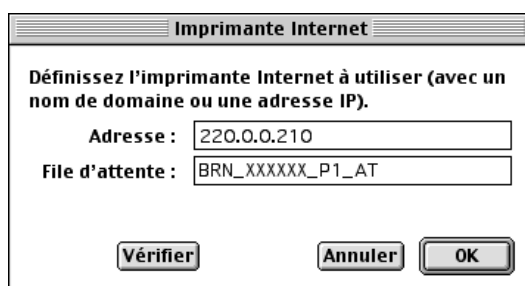 Imprimante Internet
Définissez l'imprimante Internet à utiliser (avec un
nom de domaine ou une adresse IP).
Adresse : 220.0.0.210
File d'attente : BRN_XXXXXX_P1_AT
Vérifier Annuler OK